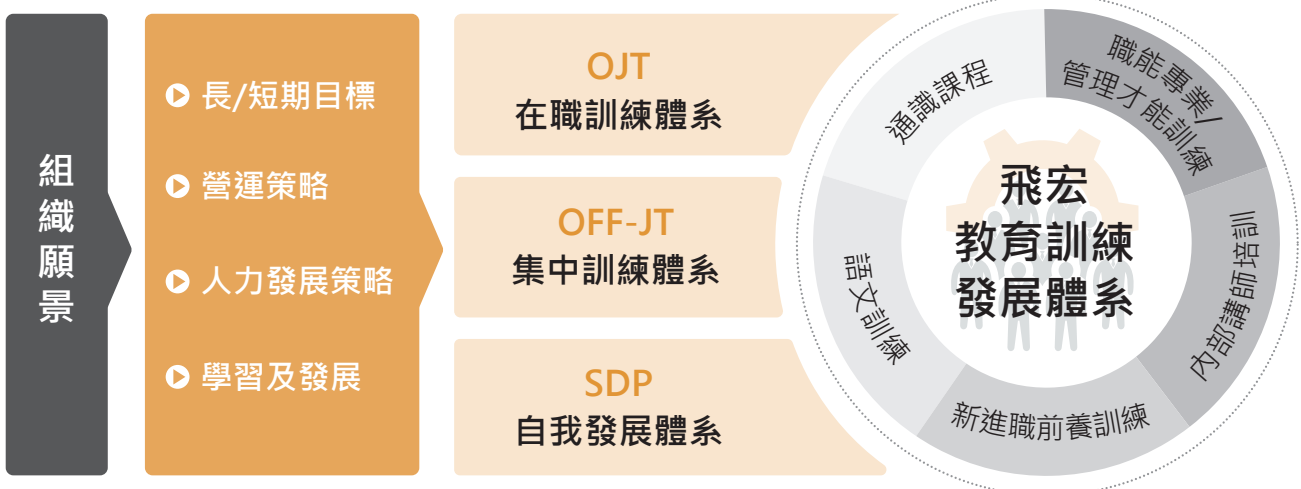 組織願景
長/短期目標
營運策略
人力發展策略
學習及發展
OJT
在職訓練體系
OFF-JT
集中訓練體系
SDP
自我發展體系
通識課程
職能專業/
管理才能訓練
內部講師培訓
新進職前養訓練
語文訓練
飛宏
教育訓練
發展體系